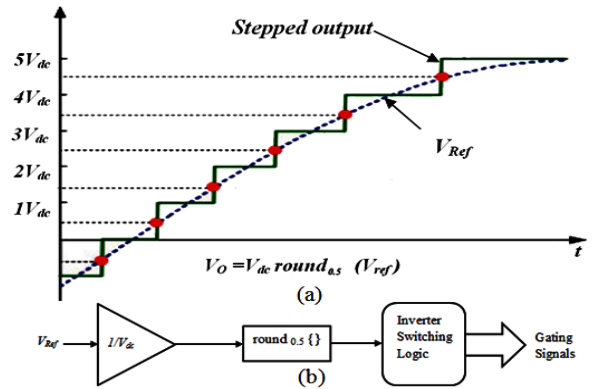 Stepped output
5Vdc
4Vdc
3Vdc
2Vdc
1Vdc
VRef
t
VO =Vdc round0.5 (Vref)
(a)
VRef
1/Vdc
round 0.5 {}
Inverter
Switching
Logic
Gating
Signals
(b)